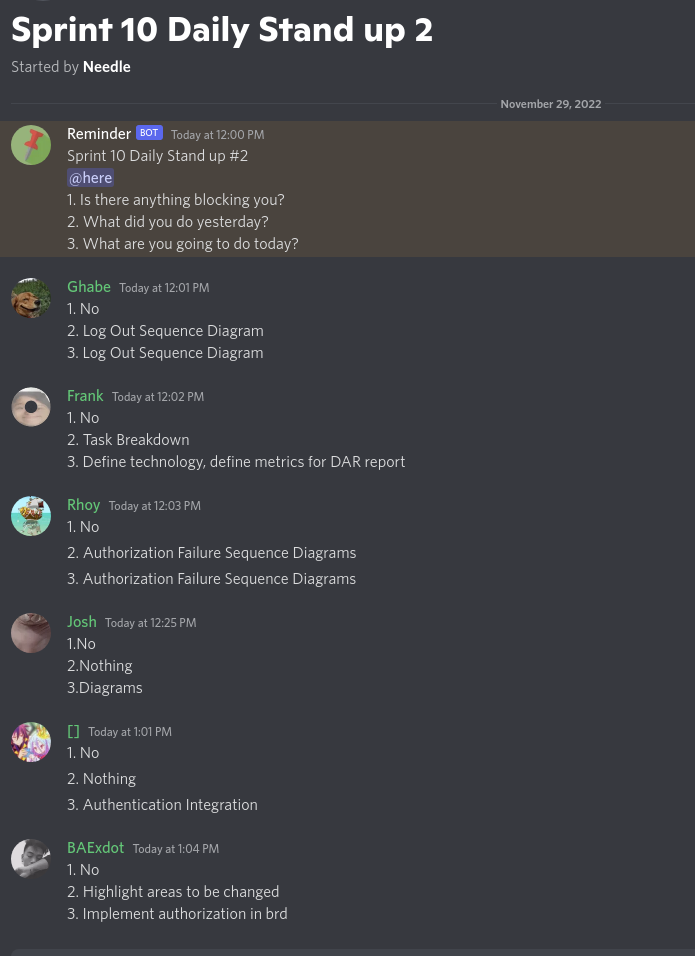 Sprint 10 Daily Stand up 2
Started by Needle
November 29, 2022
Reminder BOT Today at 12:00 PM
Sprint 10 Daily Stand up #2
@here
1. Is there anything blocking you?
2. What did you do yesterday?
3. What are you going to do today?
Ghabe Today at 12:01 PM
1. No
2. Log Out Sequence Diagram
3. Log Out Sequence Diagram
Frank Today at 12:02 PM
1. No
2. Task Breakdown
3. Define technology, define metrics for DAR report
Rhoy Today at 12:03 PM
1. No
2. Authorization Failure Sequence Diagrams
3. Authorization Failure Sequence Diagrams
Josh Today at 12:25 PM
1.No
2.Nothing
3.Diagrams
[] Today at 1:01 PM
1. No
2. Nothing
3. Authentication Integration
BAExdot Today at 1:04 PM
1. No
2. Highlight areas to be changed
3. Implement authorization in brd